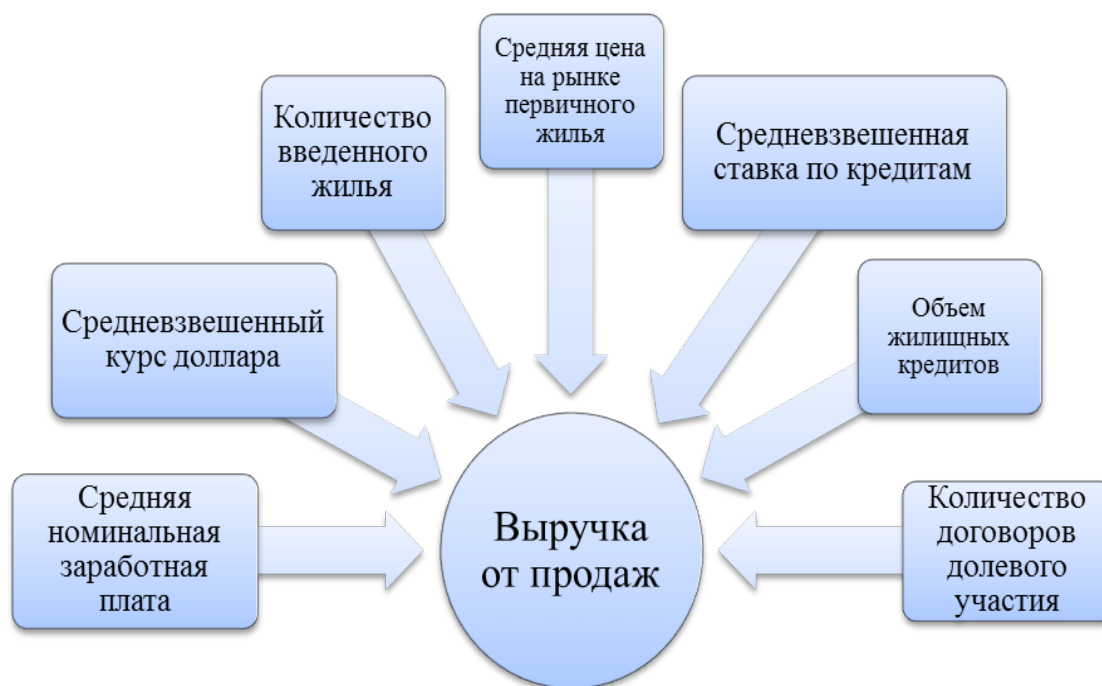 Средняя цена
на рынке
первичного
жилья
Количество
введенного
жилья
Средневзвешенная
ставка по кредитам
Средневзвешенный
курс доллара
Объем
жилищных
кредитов
Средняя
номинальная
заработная
плата
Выручка
от продаж
Количество
договоров
долевого
участия